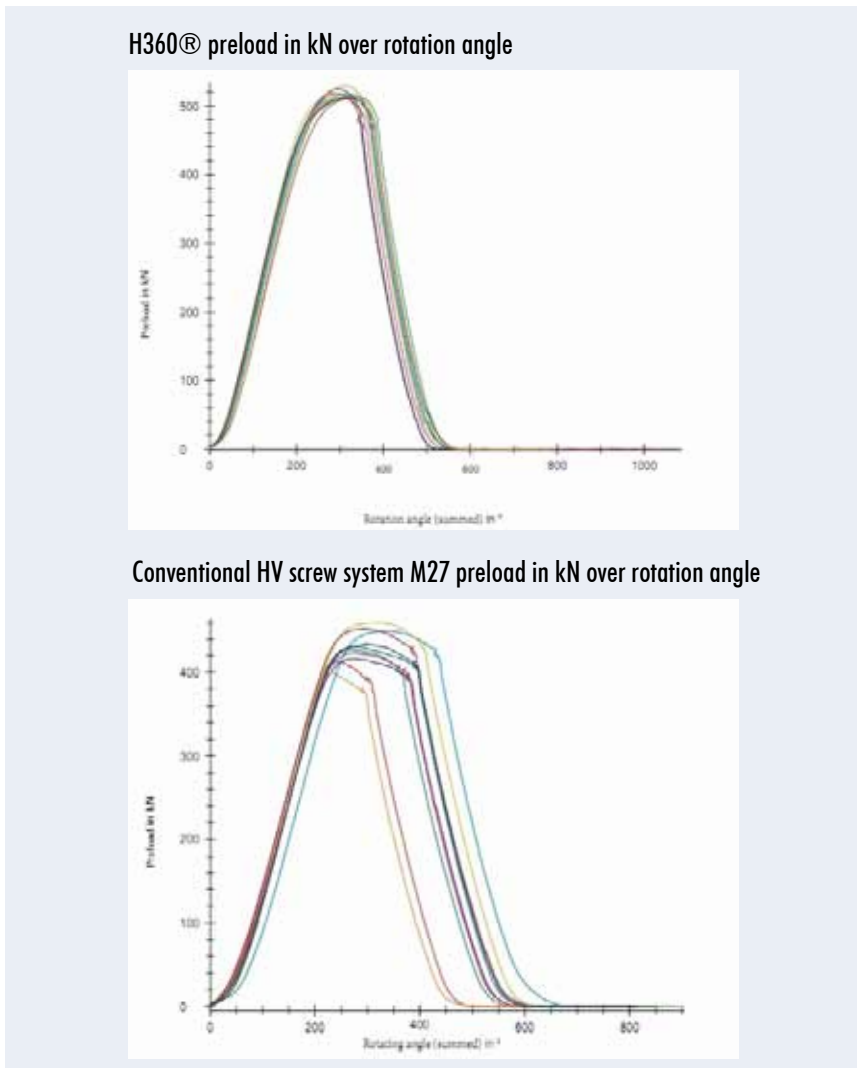 H360® preload in kN over rotation angle
500
400
300
200
100
0
Preload in kN
0 200 400 600 800 1000
Rotation angle (summed) in °
Conventional HV screw system M27 preload in kN over rotation angle
400
300
200
100
0
Preload in kN
0 200 400 600 800
Rotating angle (summed) in °